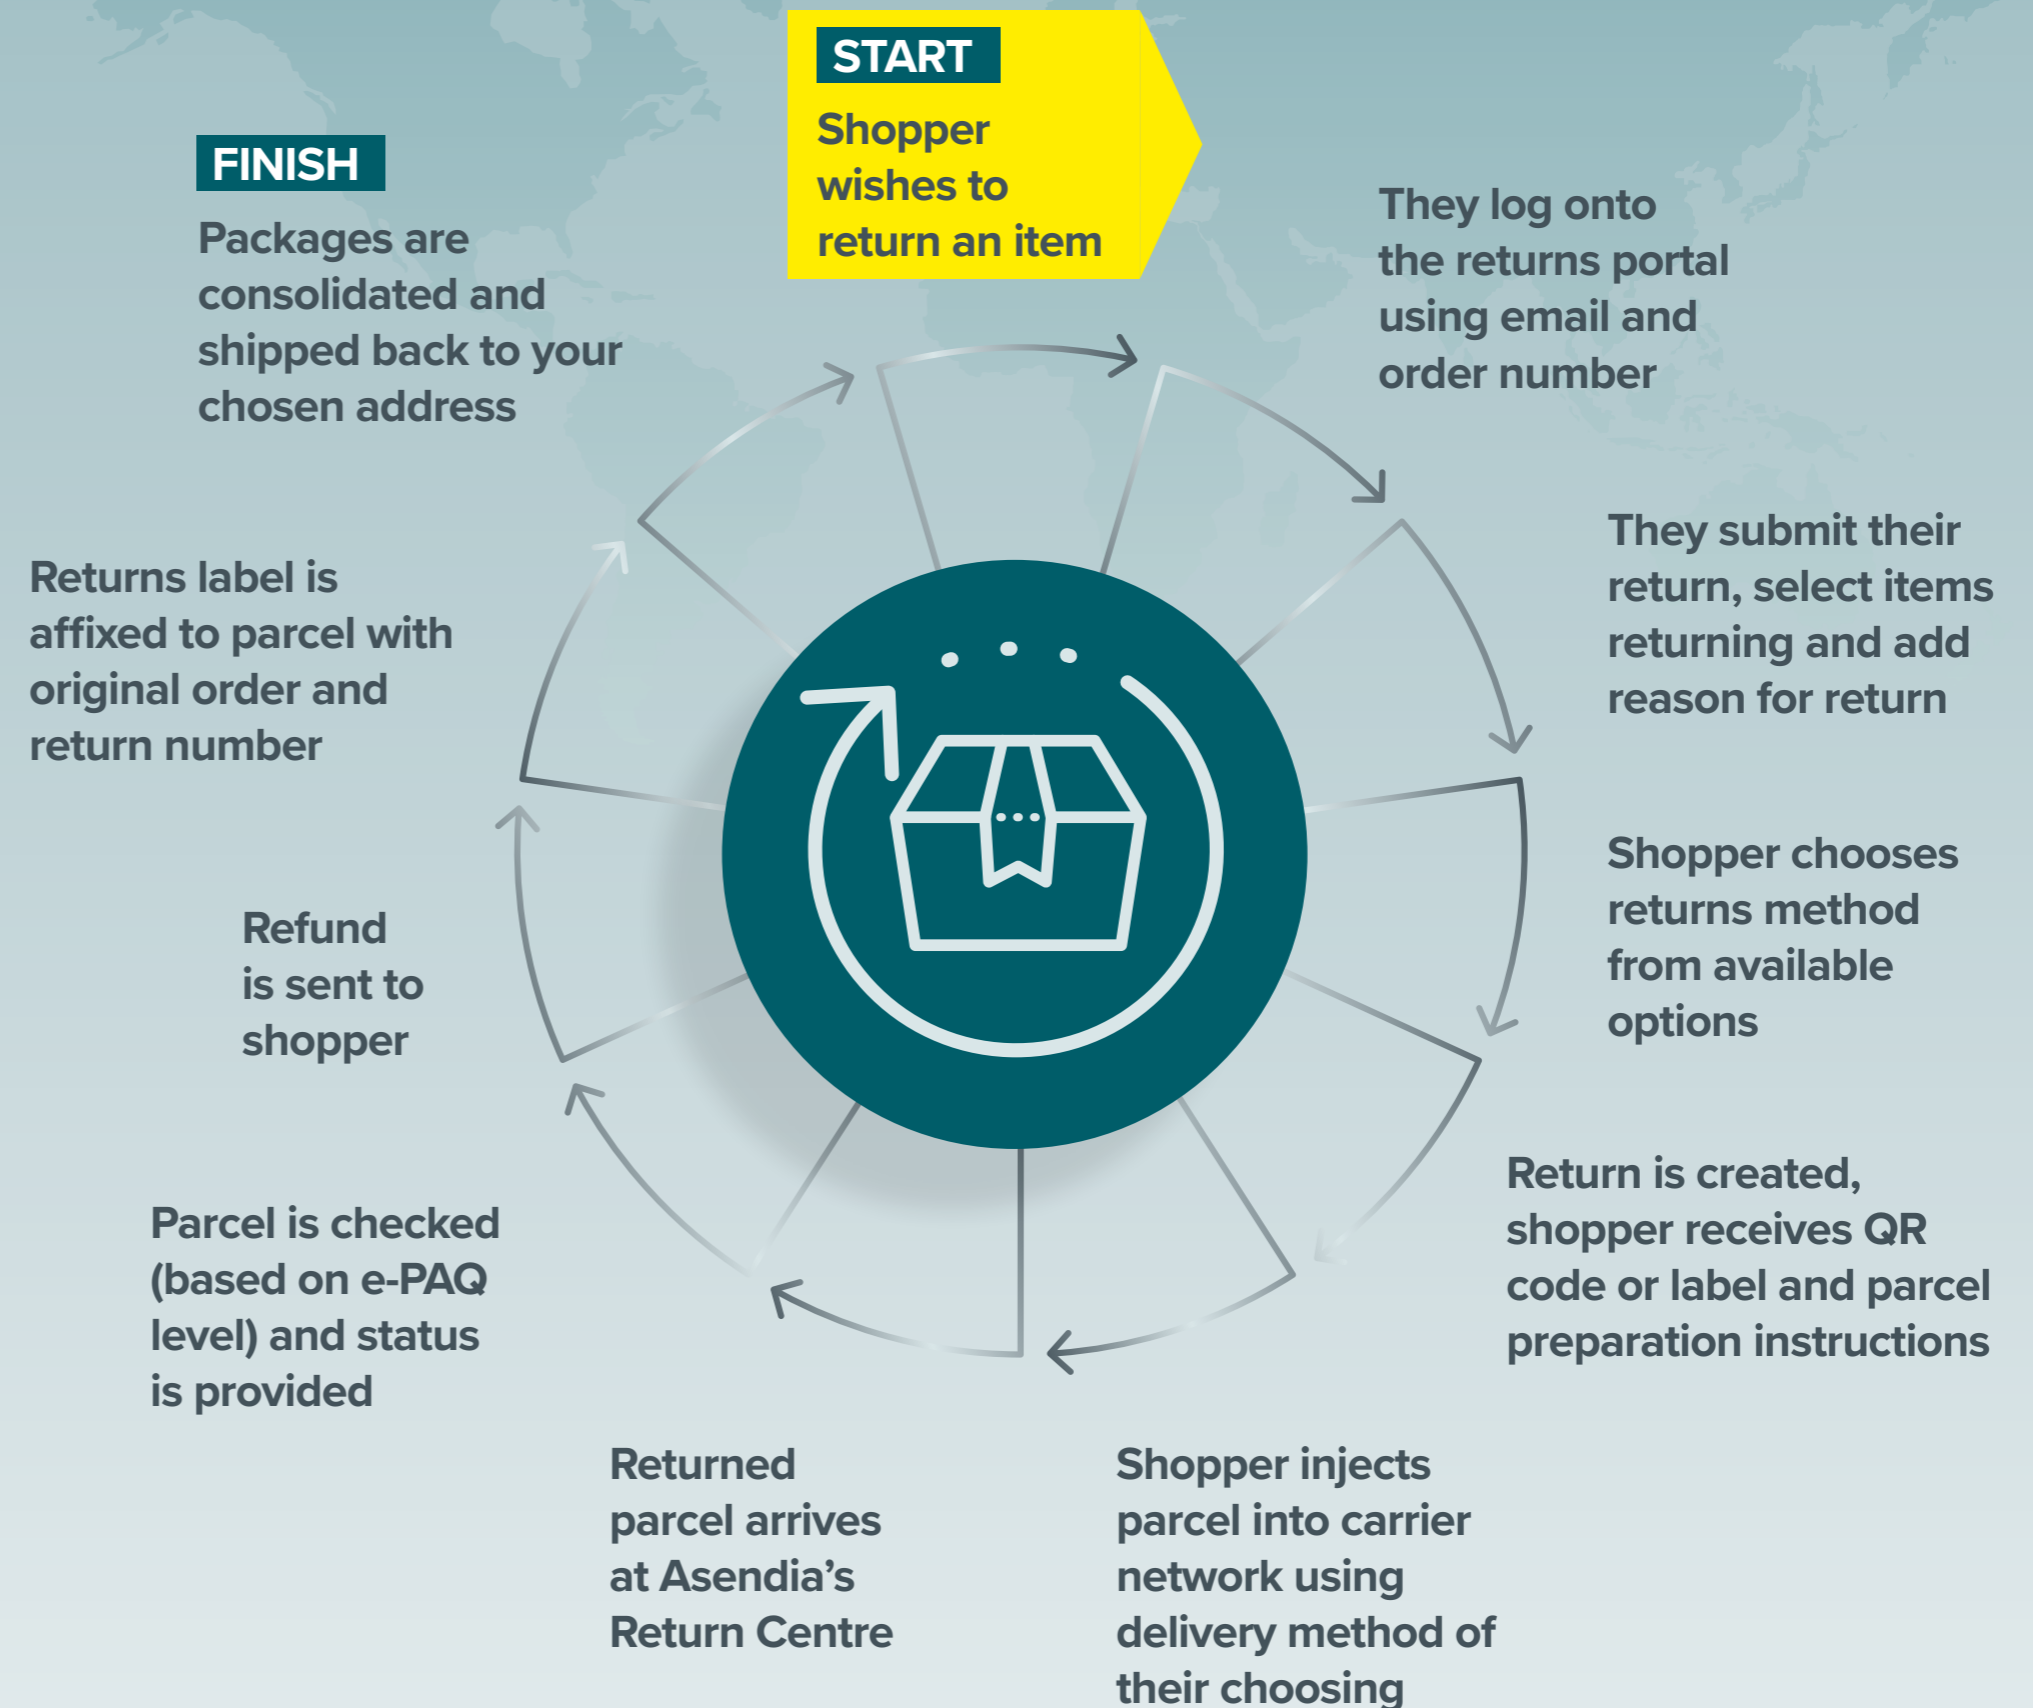 START
Shopper
wishes to
return an item
They log onto
the returns portal
using email and
order number
They submit their
return, select items
returning and add
reason for return
Shopper chooses
returns method
from available
options
Return is created,
shopper receives QR
code or label and parcel
preparation instructions
Shopper injects
parcel into carrier
network using
delivery method of
their choosing
Returned
parcel arrives
at Asendia’s
Return Centre
Parcel is checked
(based on e-PAQ
level) and status
is provided
Refund
is sent to
shopper
Returns label is
affixed to parcel with
original order and
return number
FINISH
Packages are
consolidated and
shipped back to your
chosen address